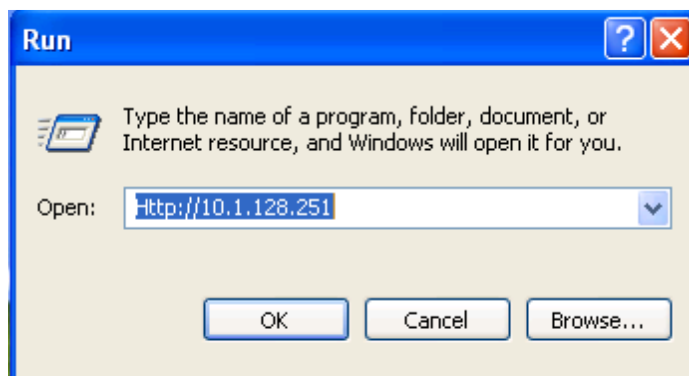 Run
Type the name of a program, folder, document, or
Internet resource, and Windows will open it for you.
Open: Http://10.1.128.251
OK Cancel Browse...